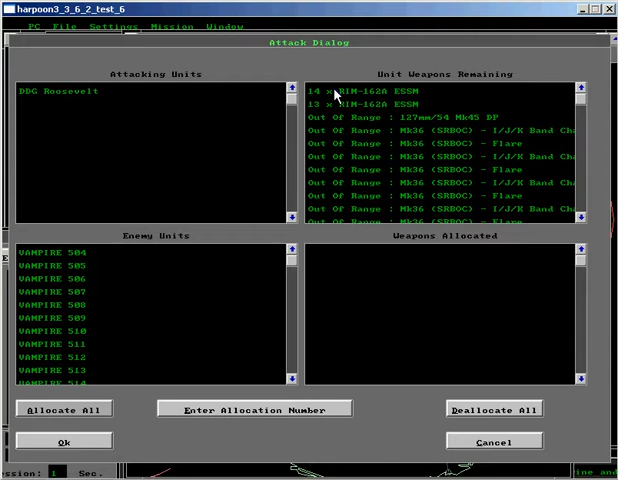 harpoon3_3_6_2_test_6
PC File Settings Mission Window
Attack Dialog
Attacking Units
Unit Weapons Remaining
DDG Roosevelt
14 x RIM-162A ESSM
13 x RIM-162A ESSM
Out Of Range : 127mm/54 Mk45 DP
Out Of Range : Mk36 (SRBOC) - I/J/K Band Cha
Out Of Range : Mk36 (SRBOC) - Flare
Out Of Range : Mk36 (SRBOC) - I/J/K Band Cha
Out Of Range : Mk36 (SRBOC) - Flare
Out Of Range : Mk36 (SRBOC) - I/J/K Band Cha
Out Of Range : Mk36 (SRBOC) - Flare
Out Of Range : Mk36 (SRBOC) - I/J/K Band Cha
Out Of Range : Mk36 (SRBOC) - Flare
Enemy Units
Weapons Allocated
VAMPIRE 504
VAMPIRE 505
VAMPIRE 506
VAMPIRE 507
VAMPIRE 508
VAMPIRE 509
VAMPIRE 510
VAMPIRE 511
VAMPIRE 512
VAMPIRE 513
VAMPIRE 514
Allocate All
Enter Allocation Number
Deallocate All
Ok
Cancel
ession: 1 Sec.
ine and